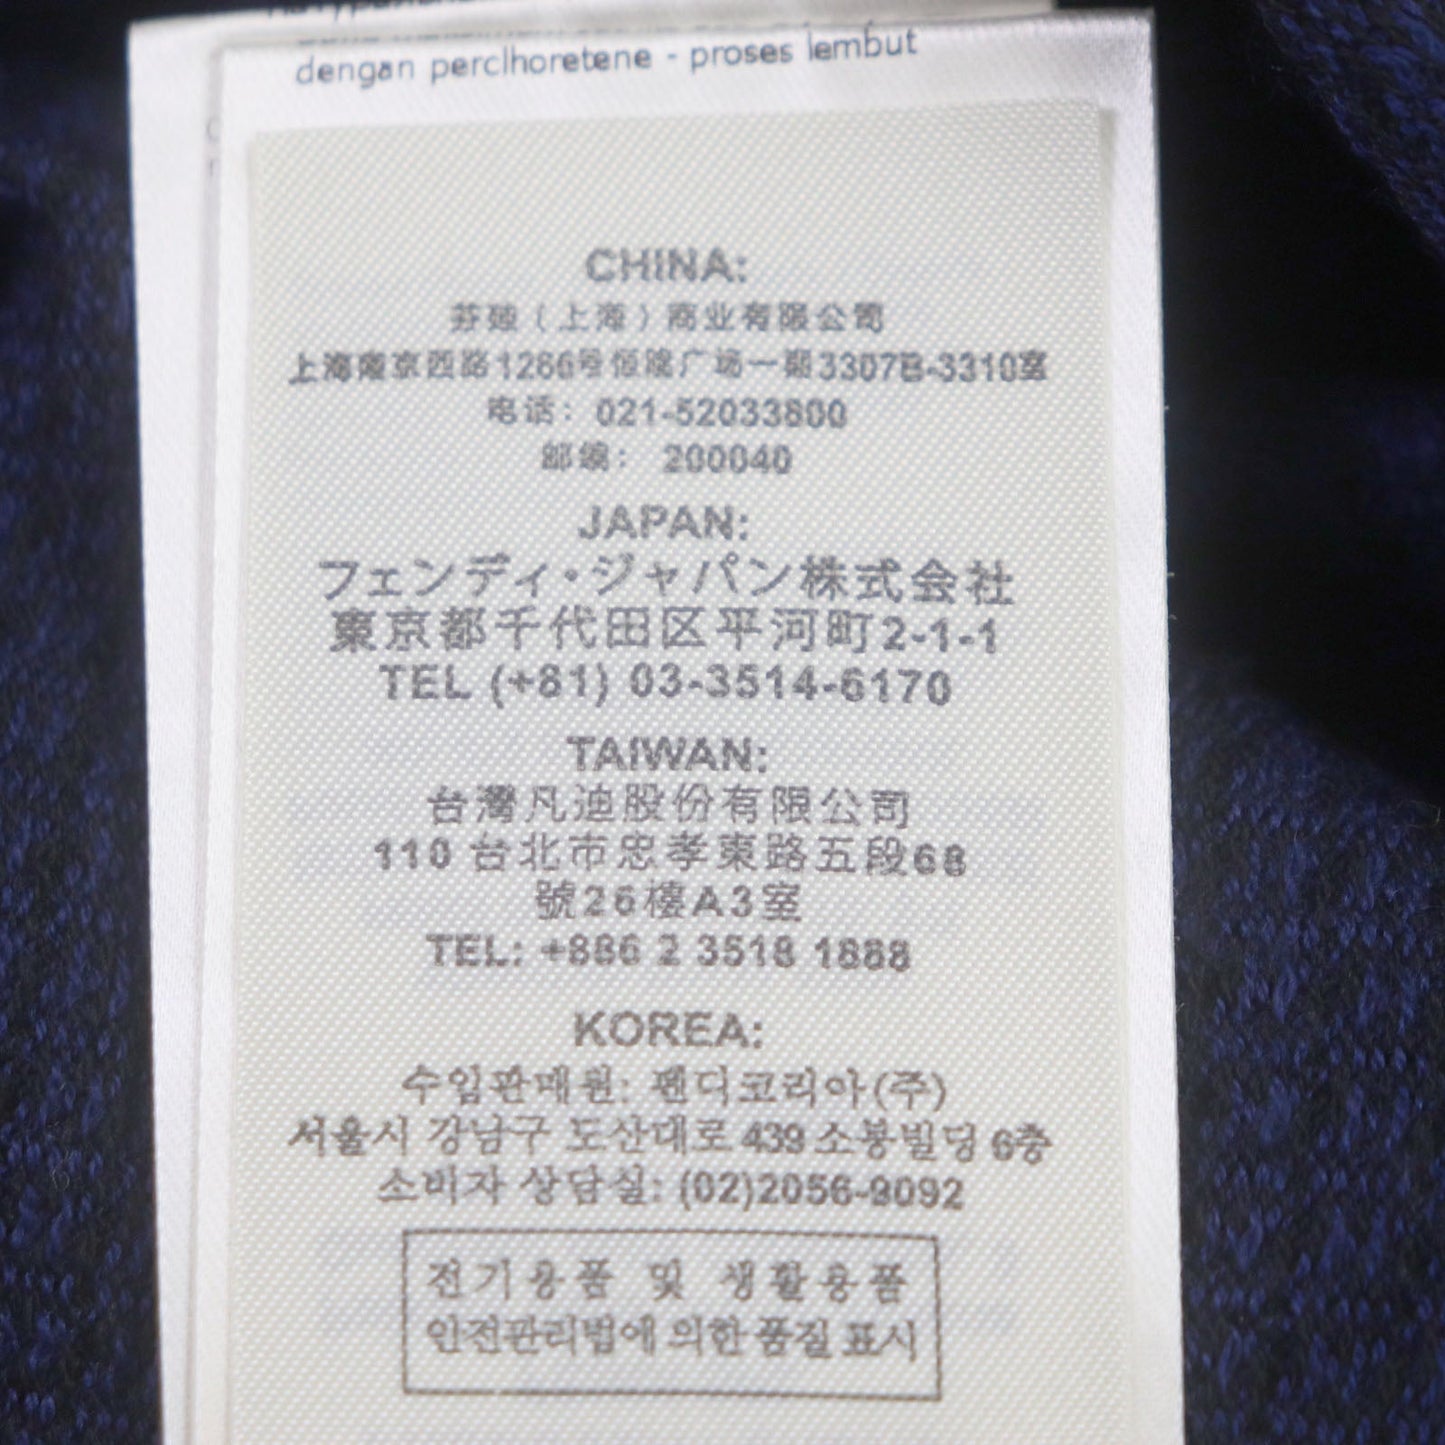 dengan perclhoretene - proses lembut
CHINA:
芬迪（上海）商业有限公司
上海南京西路1266号恒隆广场一期3307B-3310室
电话：021-52033800
邮编： 200040
JAPAN:
フェンディ・ジャパン株式会社
東京都千代田区平河町2-1-1
TEL (+81) 03-3514-6170
TAIWAN:
台灣凡迪股份有限公司
110 台北市忠孝東路五段68
號26樓A3室
TEL: +886 2 3518 1888
KOREA:
수입판매원: 펜디코리아(주)
서울시 강남구 도산대로 439 소봉빌딩 6층
소비자 상담실: (02)2056-9092
전기용품 및 생활용품
안전관리법에 의한 품질 표시